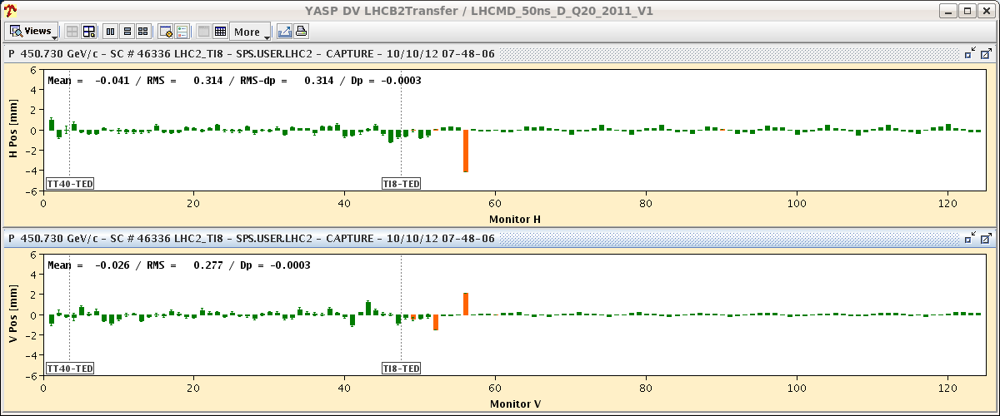 YASP DV LHCB2Transfer / LHCMD_50ns_D_Q20_2011_V1
Views More
P 450.730 GeV/c - SC # 46336 LHC2_TI8 - SPS.USER.LHC2 - CAPTURE - 10/10/12 07-48-06
Mean = -0.041 / RMS = 0.314 / RMS-dp = 0.314 / Dp = -0.0003
H Pos [mm]
6
4
2
0
-2
-4
-6
TT40-TED TI8-TED
0 20 40 60 80 100 120
Monitor H
P 450.730 GeV/c - SC # 46336 LHC2_TI8 - SPS.USER.LHC2 - CAPTURE - 10/10/12 07-48-06
Mean = -0.026 / RMS = 0.277 / Dp = -0.0003
V Pos [mm]
6
4
2
0
-2
-4
-6
TT40-TED TI8-TED
0 20 40 60 80 100 120
Monitor V